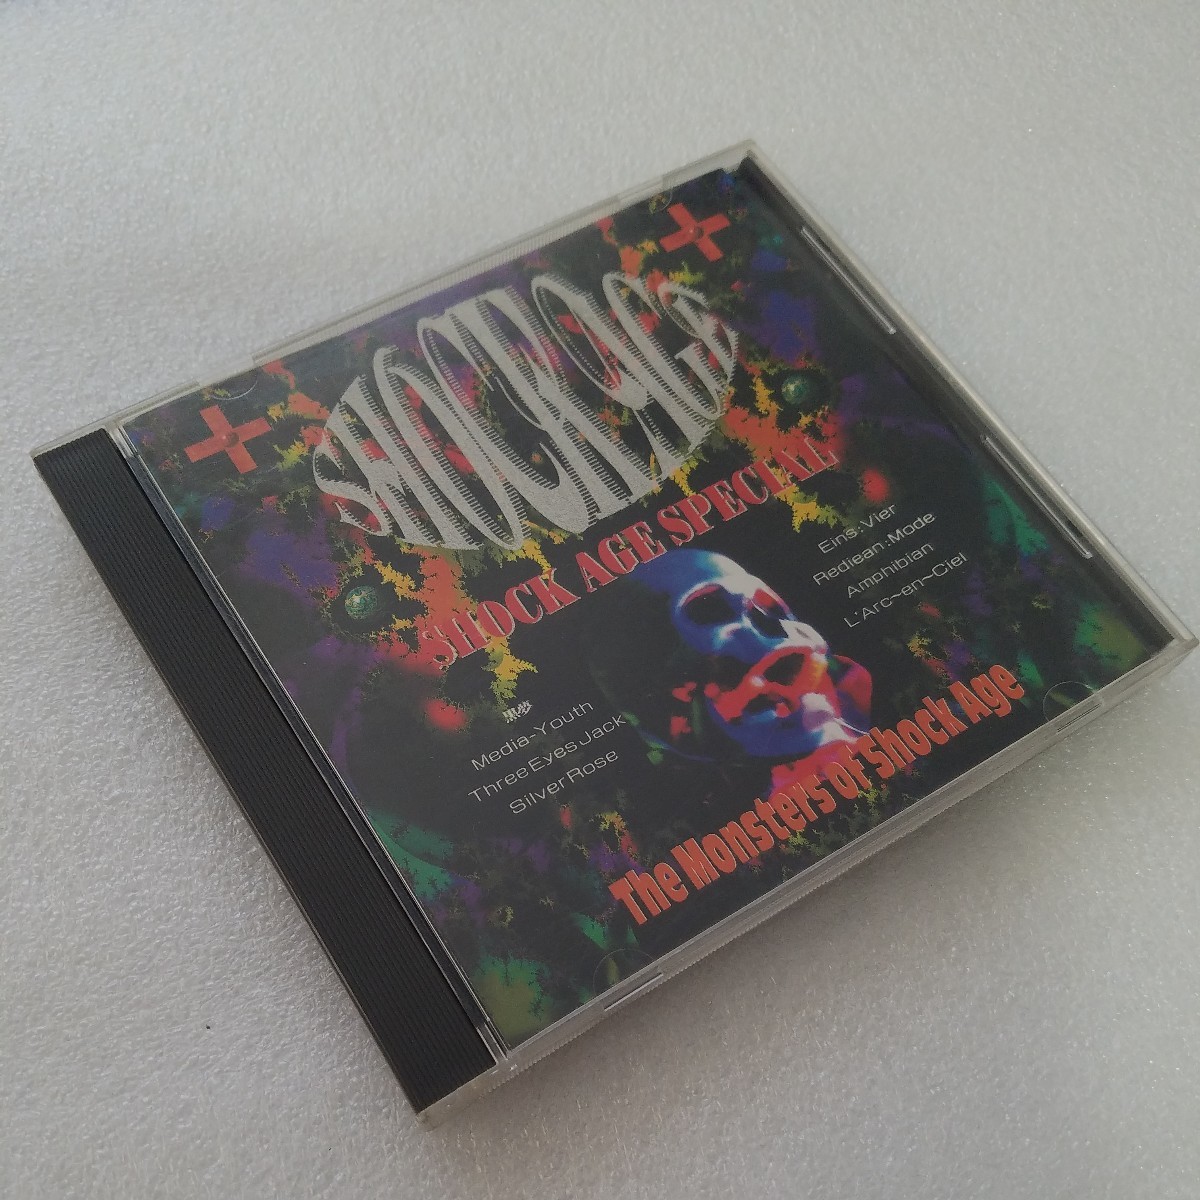 SHOCK AGE
SHOCK AGE SPECIAL
Eins:Vier
Rediean:Mode
Amphibian
L'Arc~en~Ciel
黒夢
Media-Youth
Three Eyes Jack
Silver Rose
The Monsters of Shock Age